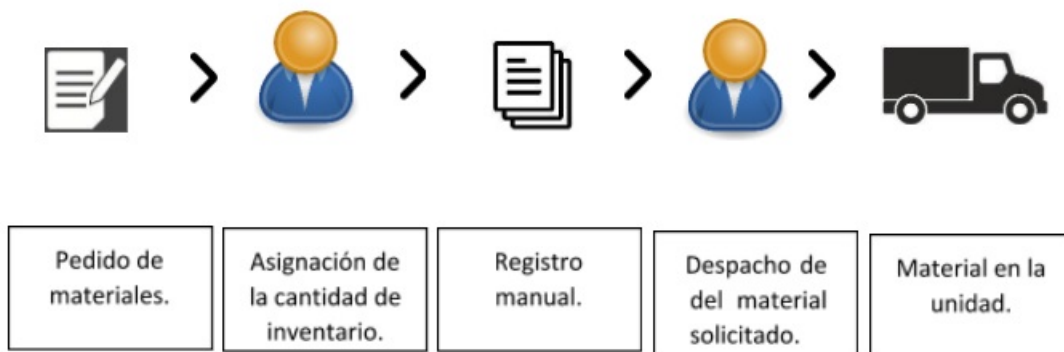 Pedido de
materiales.
Asignación de
la cantidad de
inventario.
Registro
manual.
Despacho de
del material
solicitado.
Material en la
unidad.